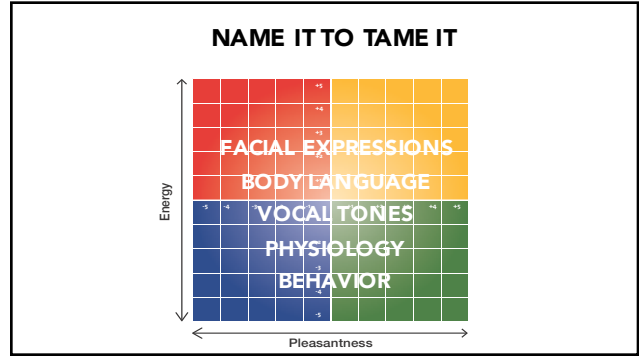 NAME IT TO TAME IT
+5
+4
+3
FACIAL EXPRESSIONS
BODY LANGUAGE
-5 -4 +4 +5
VOCAL TONES
PHYSIOLOGY
-3
BEHAVIOR
-4
-5
Energy
Pleasantness